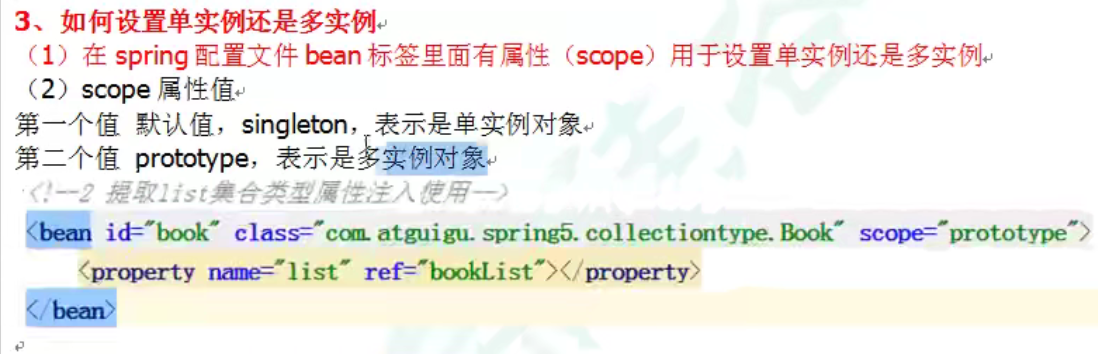 3、如何设置单实例还是多实例
（1）在 spring 配置文件 bean 标签里面有属性（scope）用于设置单实例还是多实例
（2）scope 属性值
第一个值 默认值，singleton，表示是单实例对象
第二个值 prototype，表示是多实例对象
<!--2 提取list集合类型属性注入使用-->
<bean id="book" class="com.atguigu.spring5.collectiontype.Book" scope="prototype">
<property name="list" ref="bookList"></property>
</bean>